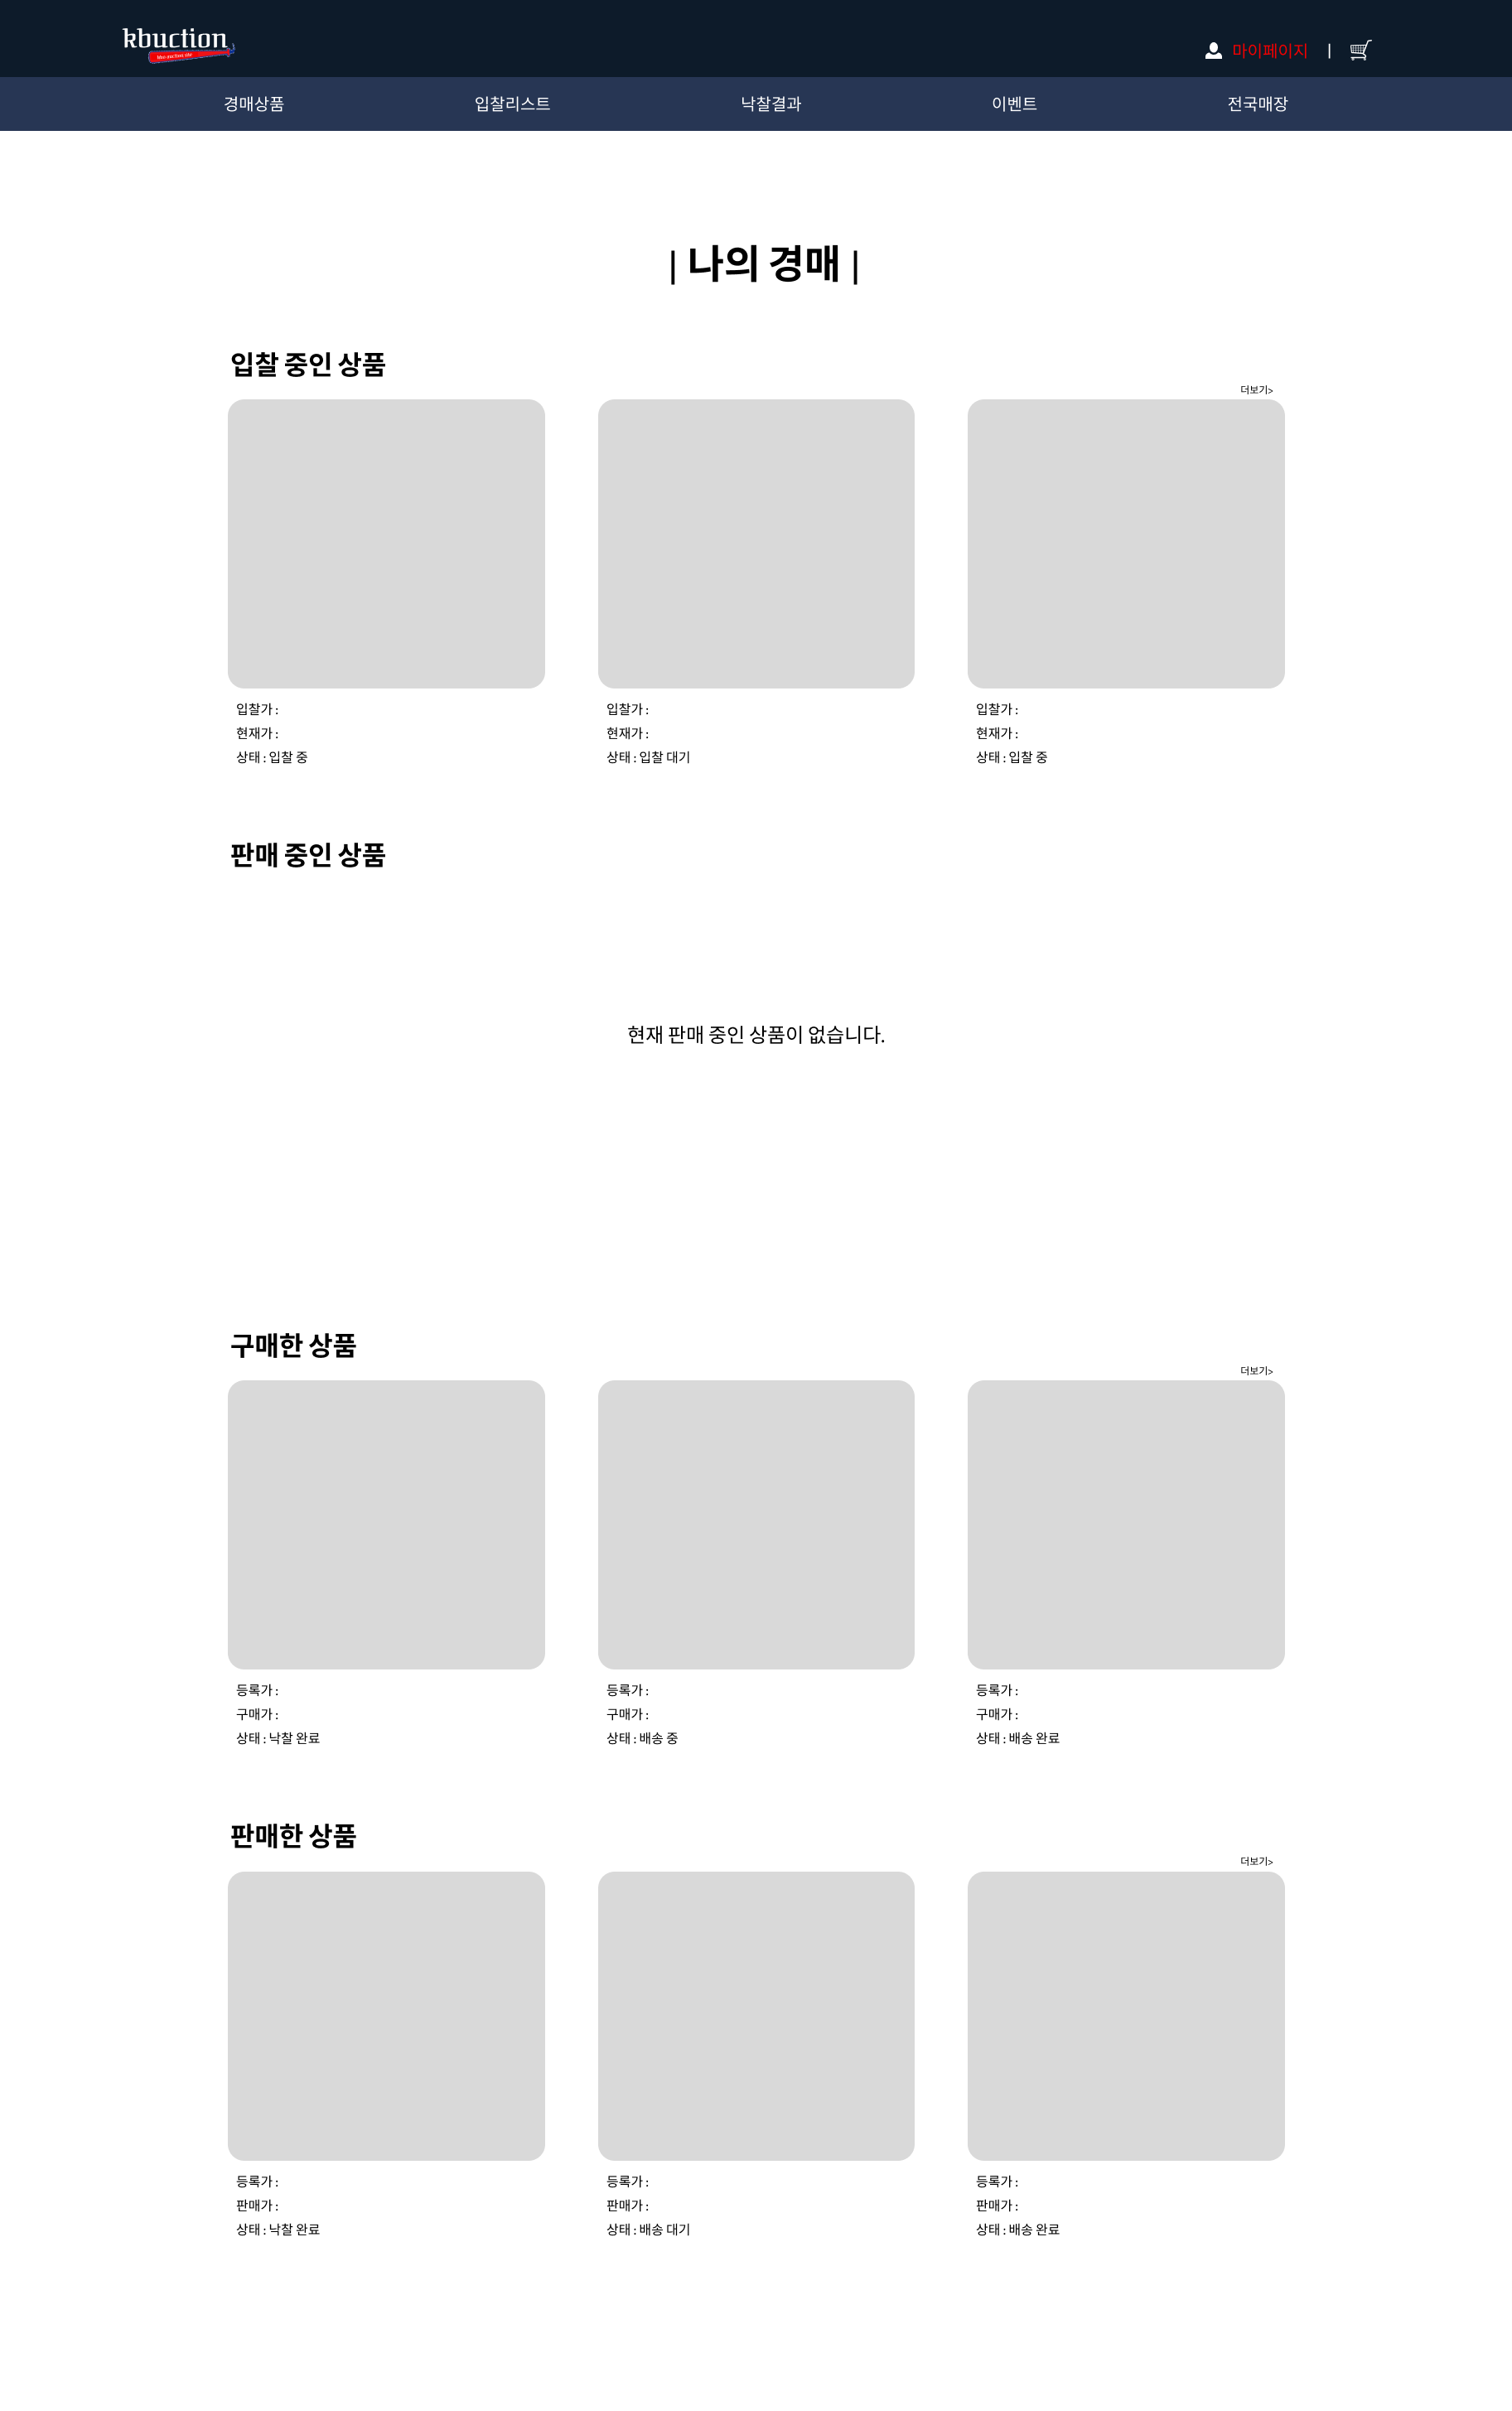 kbuction
마이페이지 |
경매상품 입찰리스트 낙찰결과 이벤트 전국매장
| 나의 경매 |
입찰 중인 상품
더보기>
입찰가 : 입찰가 : 입찰가 :
현재가 : 현재가 : 현재가 :
상태 : 입찰 중 상태 : 입찰 대기 상태 : 입찰 중
판매 중인 상품
현재 판매 중인 상품이 없습니다.
구매한 상품
더보기>
등록가 : 등록가 : 등록가 :
구매가 : 구매가 : 구매가 :
상태 : 낙찰 완료 상태 : 배송 중 상태 : 배송 완료
판매한 상품
더보기>
등록가 : 등록가 : 등록가 :
판매가 : 판매가 : 판매가 :
상태 : 낙찰 완료 상태 : 배송 대기 상태 : 배송 완료